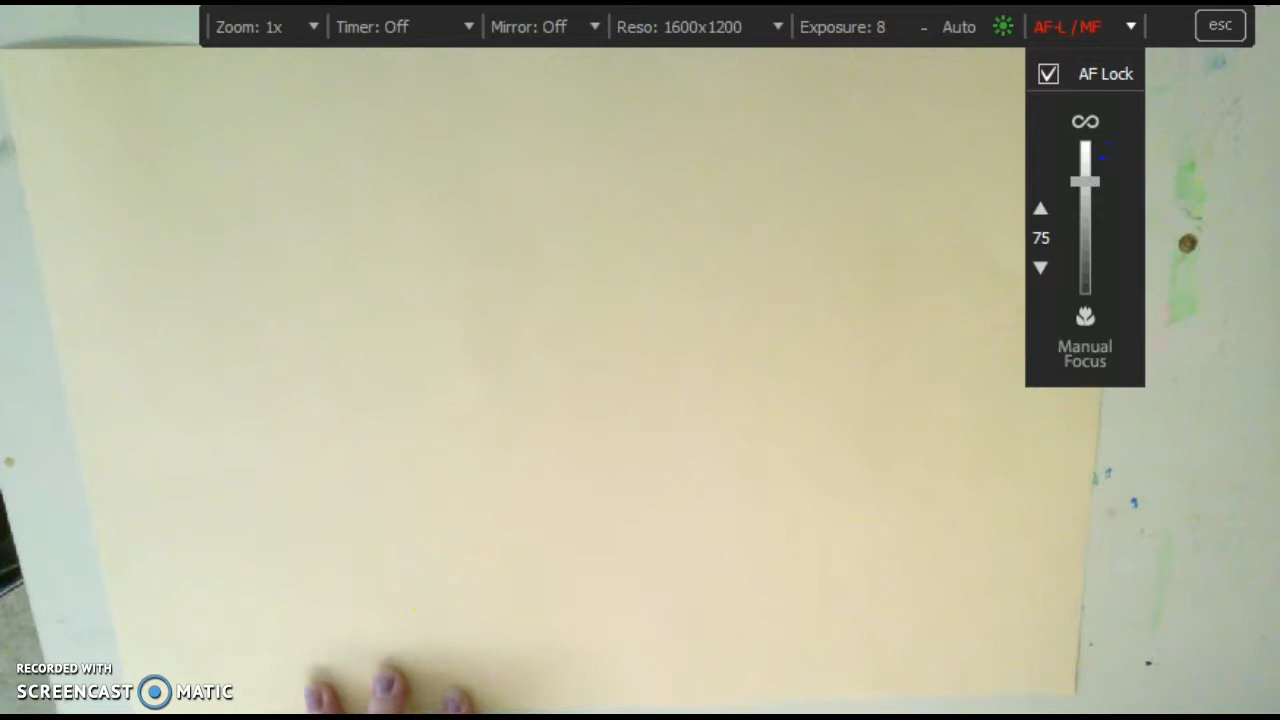 Zoom: 1x Timer: Off Mirror: Off Reso: 1600x1200 Exposure: 8 - Auto AF-L / MF esc
AF Lock
∞
75
Manual
Focus
RECORDED WITH
SCREENCAST MATIC